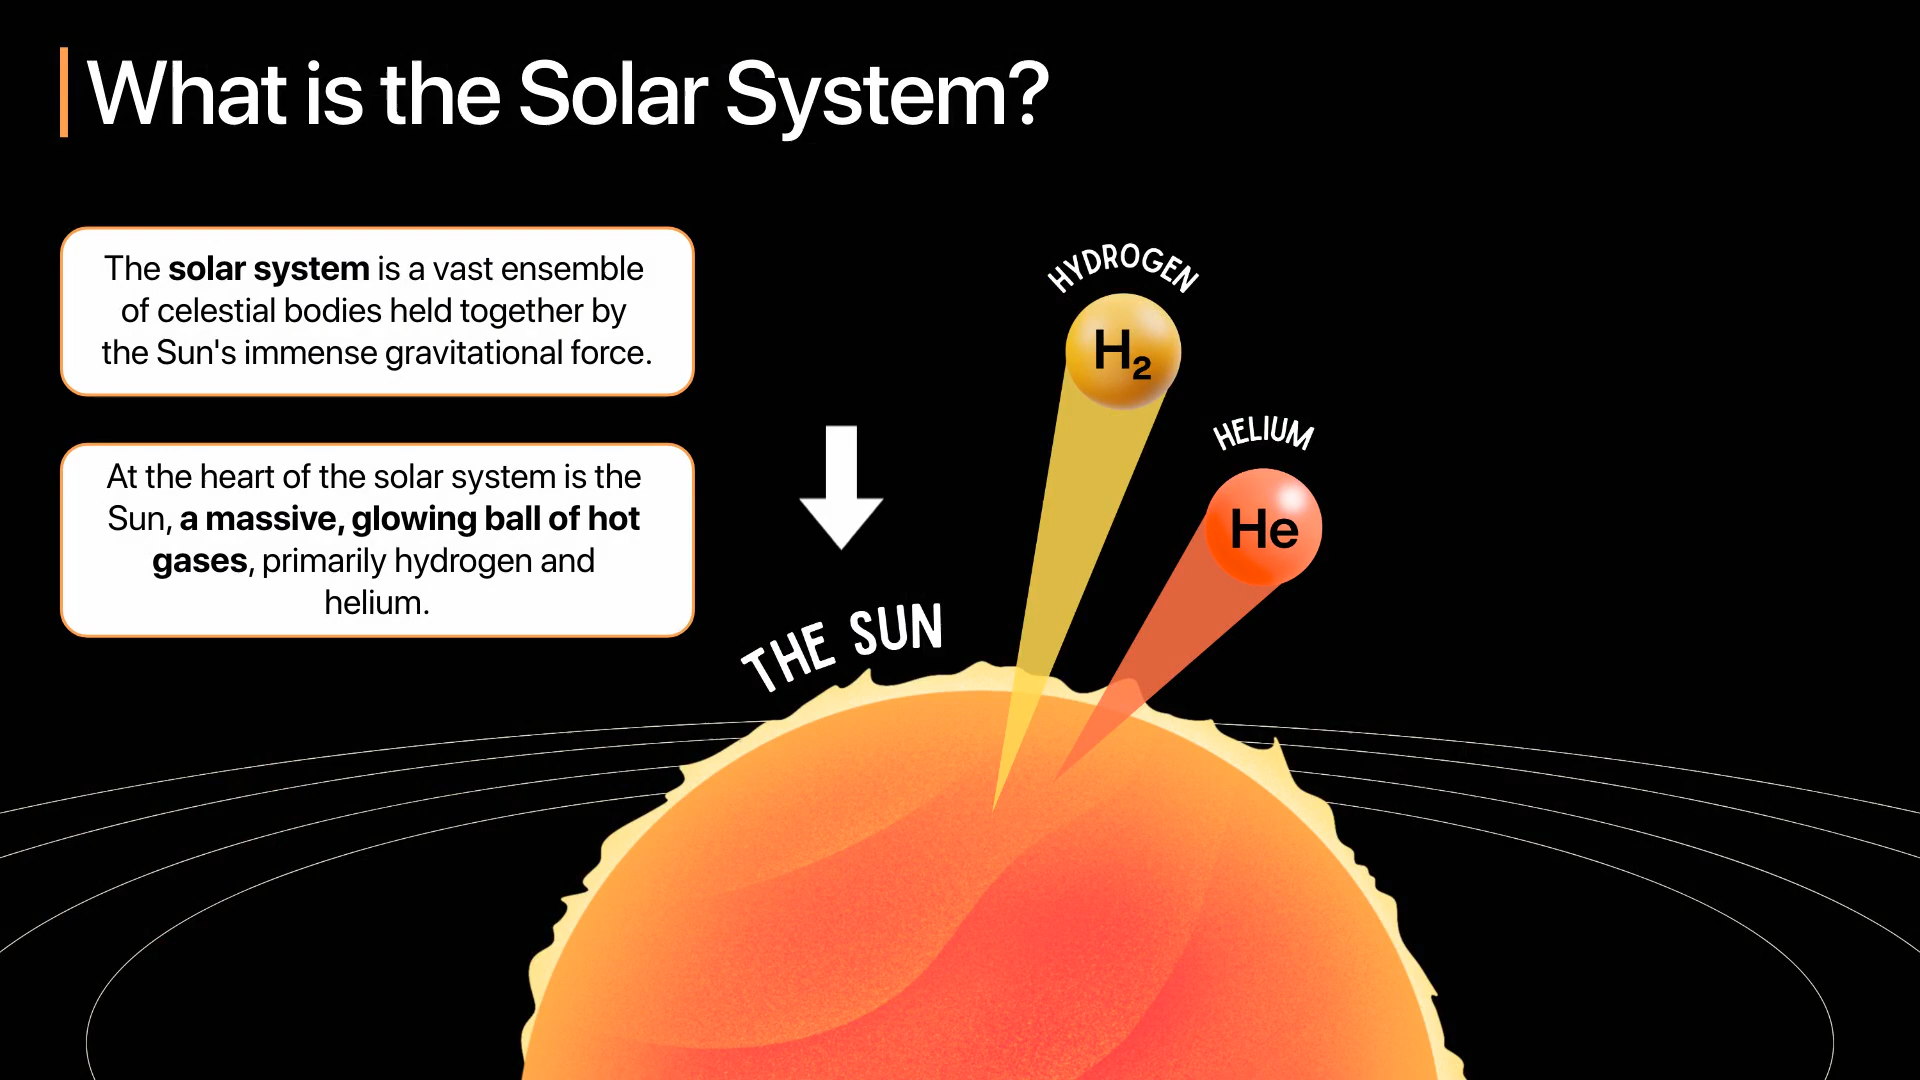 What is the Solar System?
The solar system is a vast ensemble
of celestial bodies held together by
the Sun's immense gravitational force.
At the heart of the solar system is the
Sun, a massive, glowing ball of hot
gases, primarily hydrogen and
helium.
HYDROGEN
H₂
HELIUM
He
THE SUN